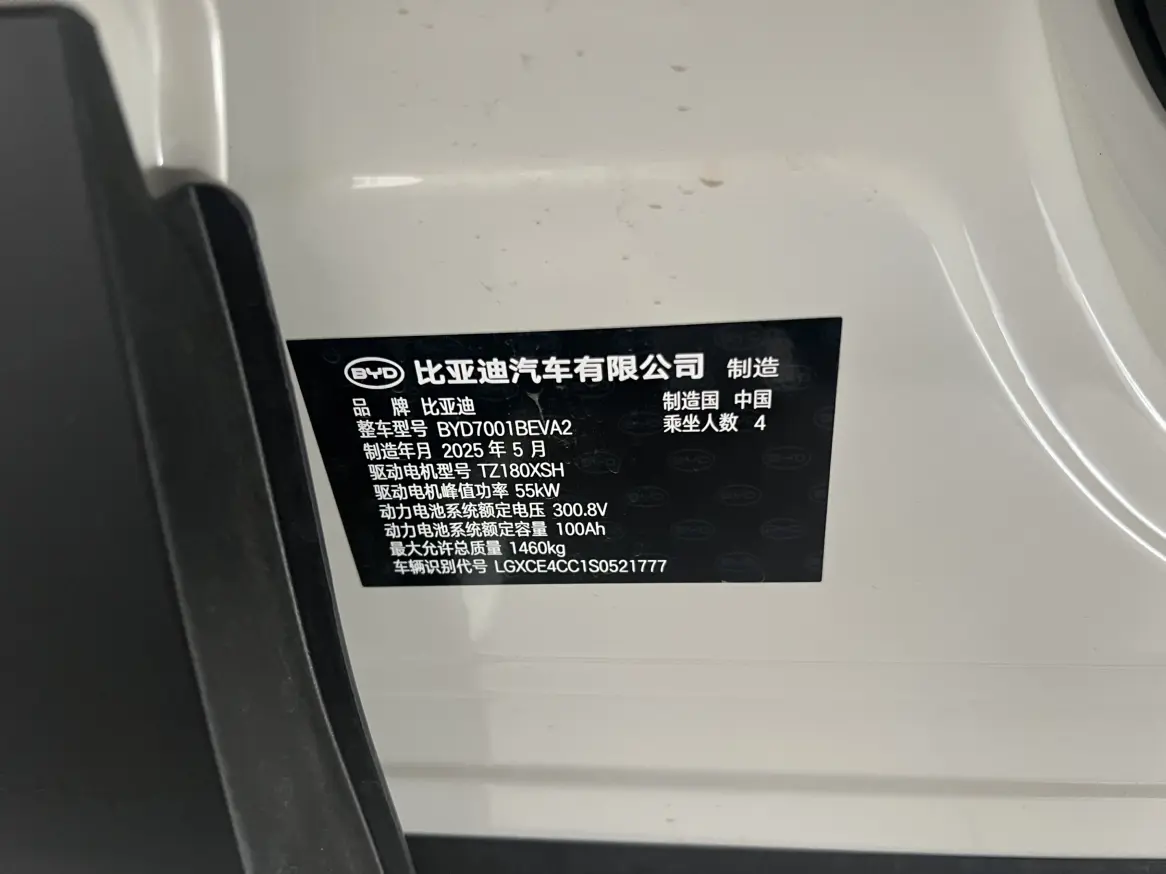 BYD 比亚迪汽车有限公司 制造
品 牌 比亚迪 制造国 中国
整车型号 BYD7001BEVA2 乘坐人数 4
制造年月 2025 年 5 月
驱动电机型号 TZ180XSH
驱动电机峰值功率 55kW
动力电池系统额定电压 300.8V
动力电池系统额定容量 100Ah
最大允许总质量 1460kg
车辆识别代号 LGXCE4CC1S0521777